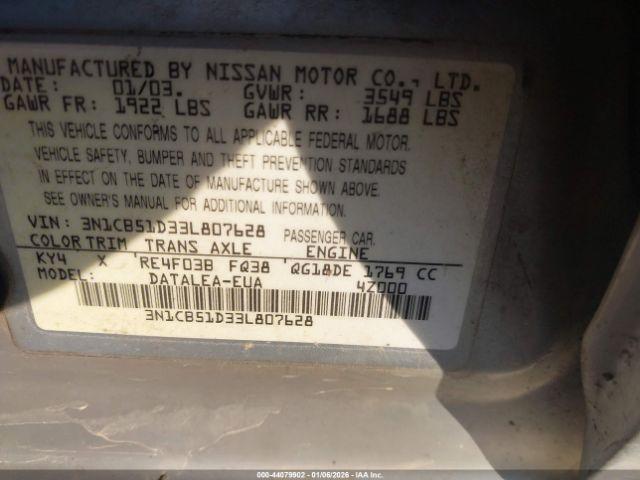 MANUFACTURED BY NISSAN MOTOR CO., LTD.
DATE: 01/03. GVWR: 3549 LBS
GAWR FR: 1922 LBS GAWR RR: 1688 LBS
THIS VEHICLE CONFORMS TO ALL APPLICABLE FEDERAL MOTOR.
VEHICLE SAFETY, BUMPER AND THEFT PREVENTION STANDARDS
IN EFFECT ON THE DATE OF MANUFACTURE SHOWN ABOVE.
SEE OWNER'S MANUAL FOR ADDITIONAL INFORMATION.
VIN: 3N1CB51D33L807628 PASSENGER CAR.
COLOR TRIM TRANS AXLE ENGINE
KY4 X RE4F03B FQ38 QG18DE 1769 CC
MODEL: DATALEA-EUA 4Z000
3N1CB51D33L807628
000-44079902 - 01/06/2026 - IAA Inc.